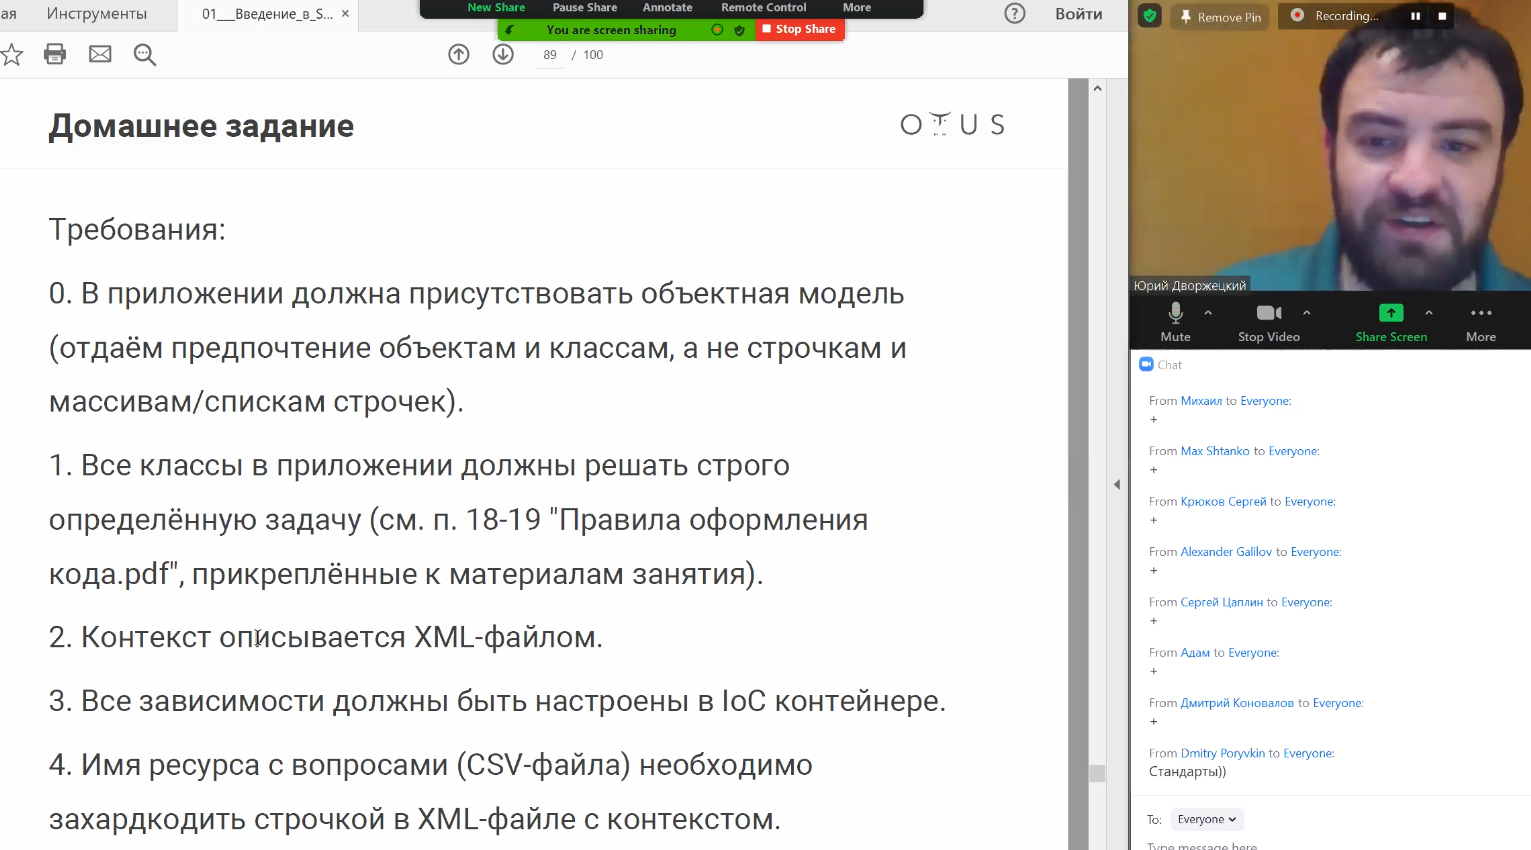 New Share Pause Share Annotate Remote Control More
You are screen sharing Stop Share
ая Инструменты 01___Введение_в_S... × Войти
89 / 100
Remove Pin Recording...
Домашнее задание
OTUS
Требования:
0. В приложении должна присутствовать объектная модель
(отдаём предпочтение объектам и классам, а не строчкам и
массивам/спискам строчек).
1. Все классы в приложении должны решать строго
определённую задачу (см. п. 18-19 "Правила оформления
кода.pdf", прикреплённые к материалам занятия).
2. Контекст описывается XML-файлом.
3. Все зависимости должны быть настроены в IoC контейнере.
4. Имя ресурса с вопросами (CSV-файла) необходимо
захардкодить строчкой в XML-файле с контекстом.
Юрий Дворжецкий
Mute Stop Video Share Screen More
Chat
From Михаил to Everyone:
+
From Max Shtanko to Everyone:
+
From Крюков Сергей to Everyone:
+
From Alexander Galilov to Everyone:
+
From Сергей Цаплин to Everyone:
+
From Адам to Everyone:
+
From Дмитрий Коновалов to Everyone:
+
From Dmitry Poryvkin to Everyone:
Стандарты))
To: Everyone
Type message here